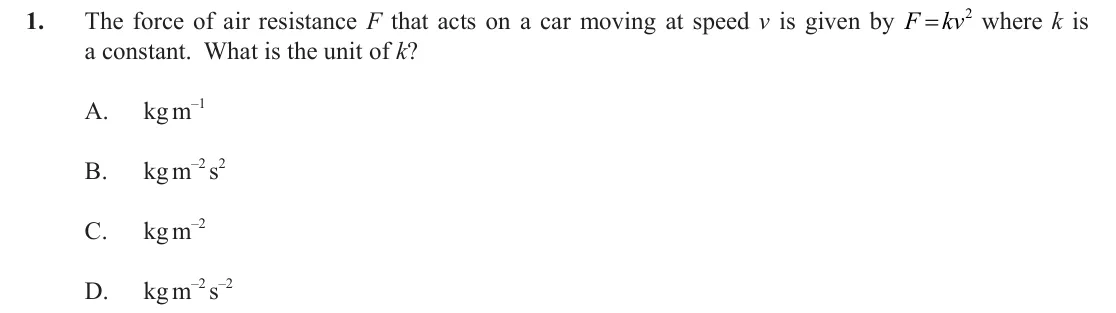 1. The force of air resistance F that acts on a car moving at speed v is given by F=kv² where k is
a constant. What is the unit of k?
A. kg m⁻¹
B. kg m⁻² s²
C. kg m⁻²
D. kg m⁻² s⁻²